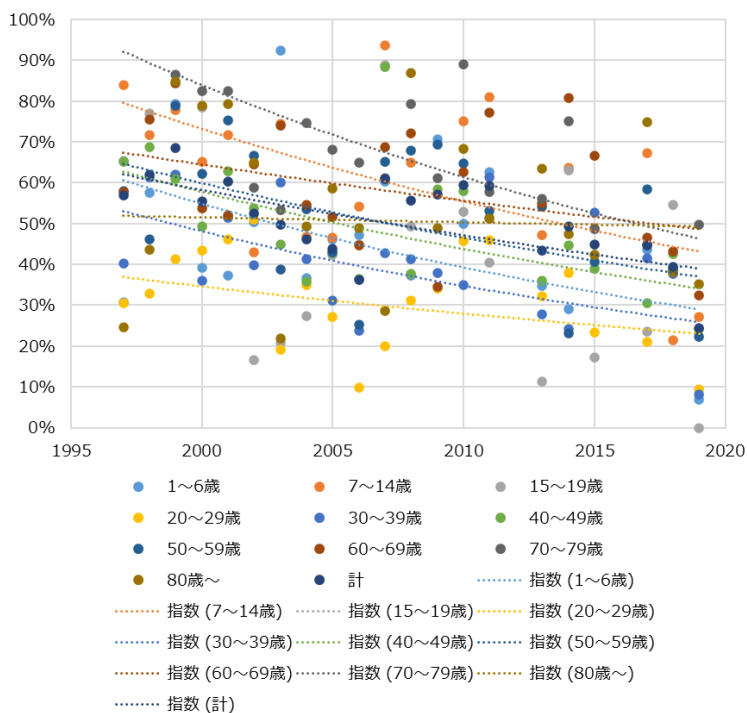 100%
90%
80%
70%
60%
50%
40%
30%
20%
10%
0%
1995 2000 2005 2010 2015 2020
1～6歳 7～14歳 15～19歳
20～29歳 30～39歳 40～49歳
50～59歳 60～69歳 70～79歳
80歳～ 計 指数 (1～6歳)
指数 (7～14歳) 指数 (15～19歳) 指数 (20～29歳)
指数 (30～39歳) 指数 (40～49歳) 指数 (50～59歳)
指数 (60～69歳) 指数 (70～79歳) 指数 (80歳～)
指数 (計)